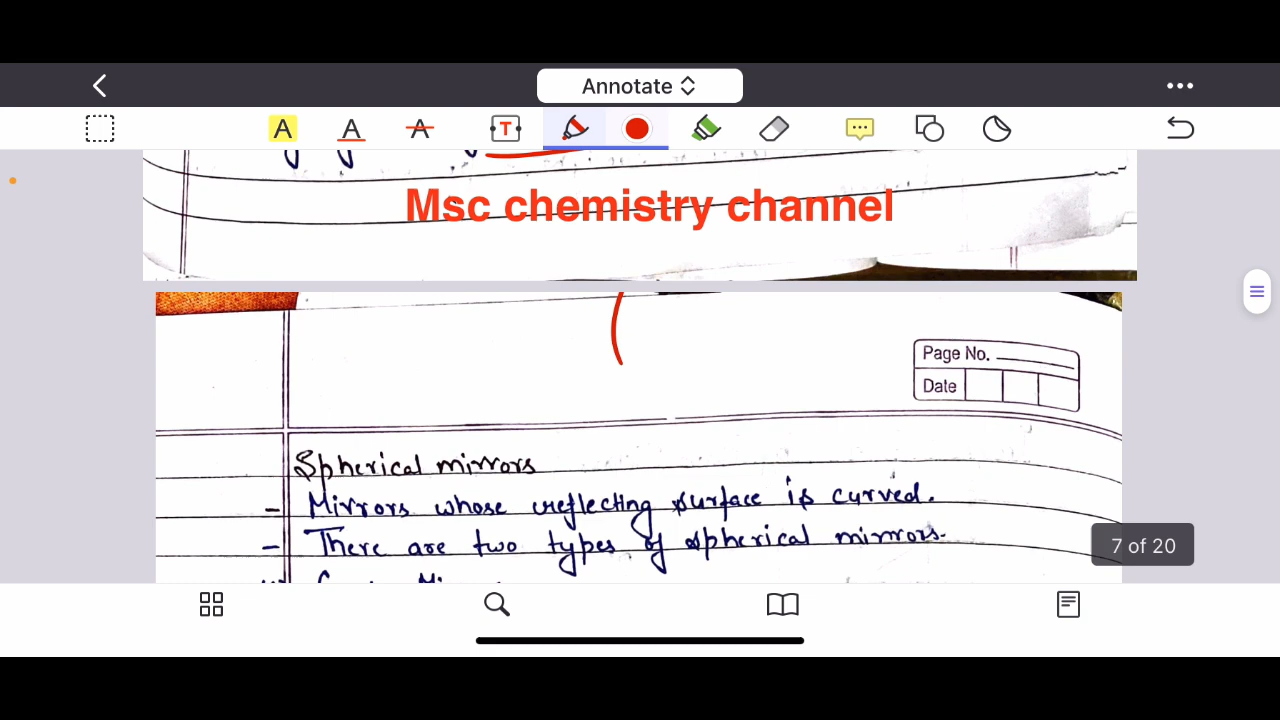 Annotate
A A A T
Msc chemistry channel
Page No.
Date
Spherical mirrors
- Mirrors whose reflecting surface is curved.
- There are two types of spherical mirrors.
7 of 20